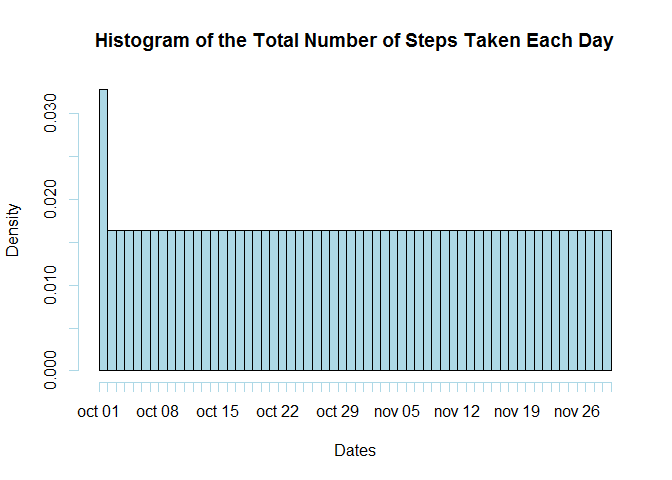 Histogram of the Total Number of Steps Taken Each Day
Density
0.030
0.020
0.010
0.000
oct 01 oct 08 oct 15 oct 22 oct 29 nov 05 nov 12 nov 19 nov 26
Dates